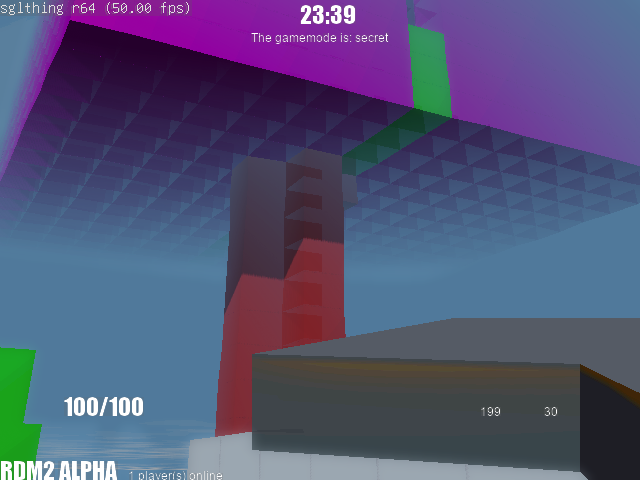 sglthing r64 (50.00 fps)
23:39
The gamemode is: secret
100/100
199 30
RDM2 ALPHA
1 player(s) online